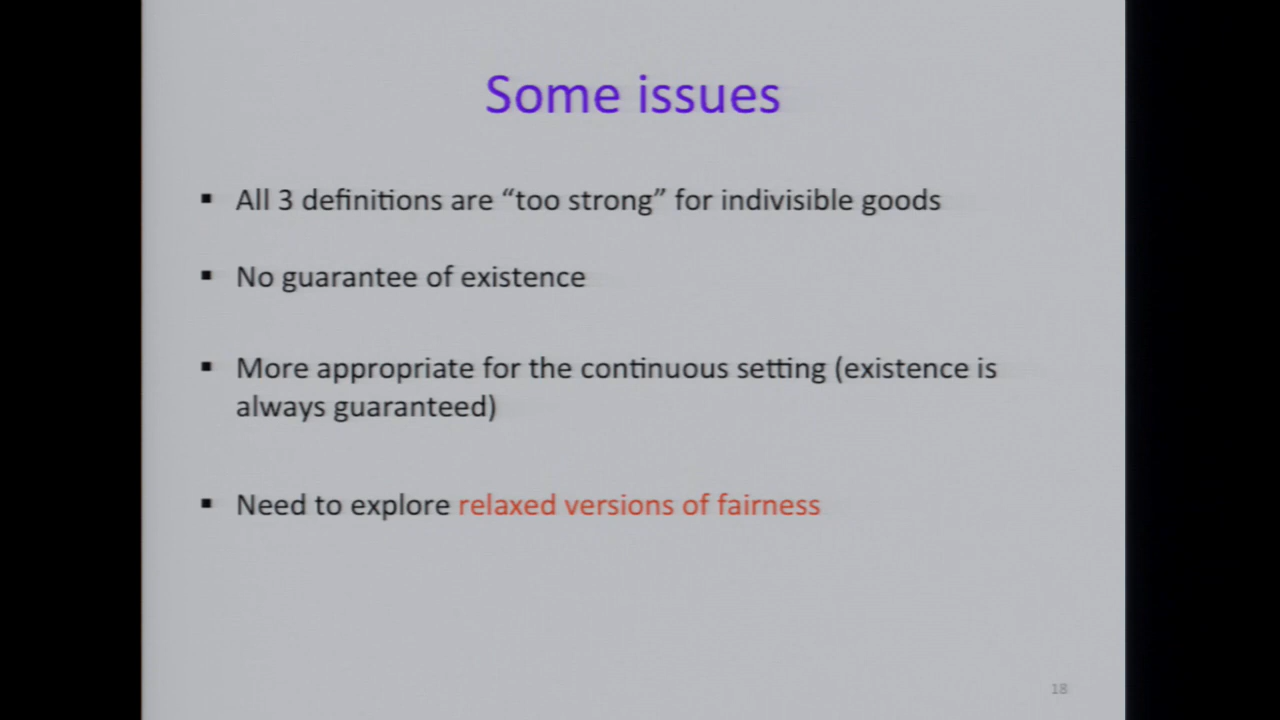 Some issues
▪ All 3 definitions are “too strong” for indivisible goods
▪ No guarantee of existence
▪ More appropriate for the continuous setting (existence is
always guaranteed)
▪ Need to explore relaxed versions of fairness
18